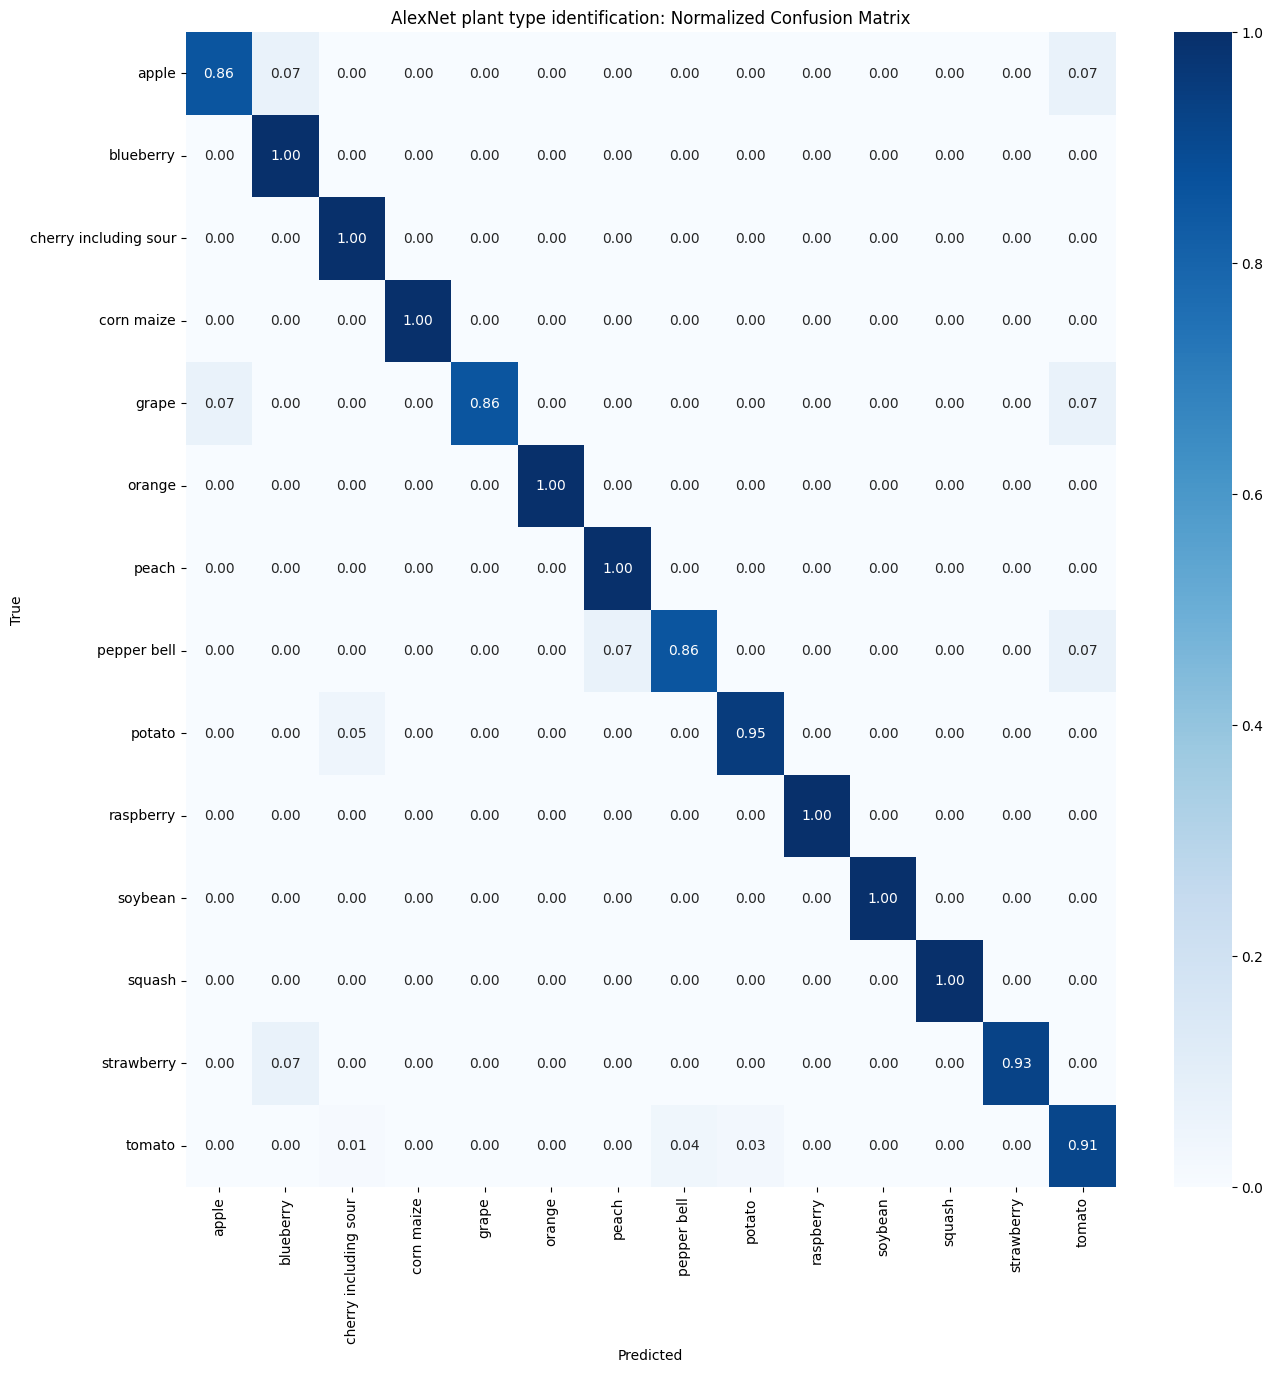 AlexNet plant type identification: Normalized Confusion Matrix
apple 0.86 0.07 0.00 0.00 0.00 0.00 0.00 0.00 0.00 0.00 0.00 0.00 0.00 0.07
blueberry 0.00 1.00 0.00 0.00 0.00 0.00 0.00 0.00 0.00 0.00 0.00 0.00 0.00 0.00
cherry including sour 0.00 0.00 1.00 0.00 0.00 0.00 0.00 0.00 0.00 0.00 0.00 0.00 0.00 0.00
corn maize 0.00 0.00 0.00 1.00 0.00 0.00 0.00 0.00 0.00 0.00 0.00 0.00 0.00 0.00
grape 0.07 0.00 0.00 0.00 0.86 0.00 0.00 0.00 0.00 0.00 0.00 0.00 0.00 0.07
orange 0.00 0.00 0.00 0.00 0.00 1.00 0.00 0.00 0.00 0.00 0.00 0.00 0.00 0.00
peach 0.00 0.00 0.00 0.00 0.00 0.00 1.00 0.00 0.00 0.00 0.00 0.00 0.00 0.00
True
pepper bell 0.00 0.00 0.00 0.00 0.00 0.00 0.07 0.86 0.00 0.00 0.00 0.00 0.00 0.07
potato 0.00 0.00 0.05 0.00 0.00 0.00 0.00 0.00 0.95 0.00 0.00 0.00 0.00 0.00
raspberry 0.00 0.00 0.00 0.00 0.00 0.00 0.00 0.00 0.00 1.00 0.00 0.00 0.00 0.00
soybean 0.00 0.00 0.00 0.00 0.00 0.00 0.00 0.00 0.00 0.00 1.00 0.00 0.00 0.00
squash 0.00 0.00 0.00 0.00 0.00 0.00 0.00 0.00 0.00 0.00 0.00 1.00 0.00 0.00
strawberry 0.00 0.07 0.00 0.00 0.00 0.00 0.00 0.00 0.00 0.00 0.00 0.00 0.93 0.00
tomato 0.00 0.00 0.01 0.00 0.00 0.00 0.00 0.04 0.03 0.00 0.00 0.00 0.00 0.91
apple
blueberry
cherry including sour
corn maize
grape
orange
peach
pepper bell
potato
raspberry
soybean
squash
strawberry
tomato
Predicted
1.0
0.8
0.6
0.4
0.2
0.0